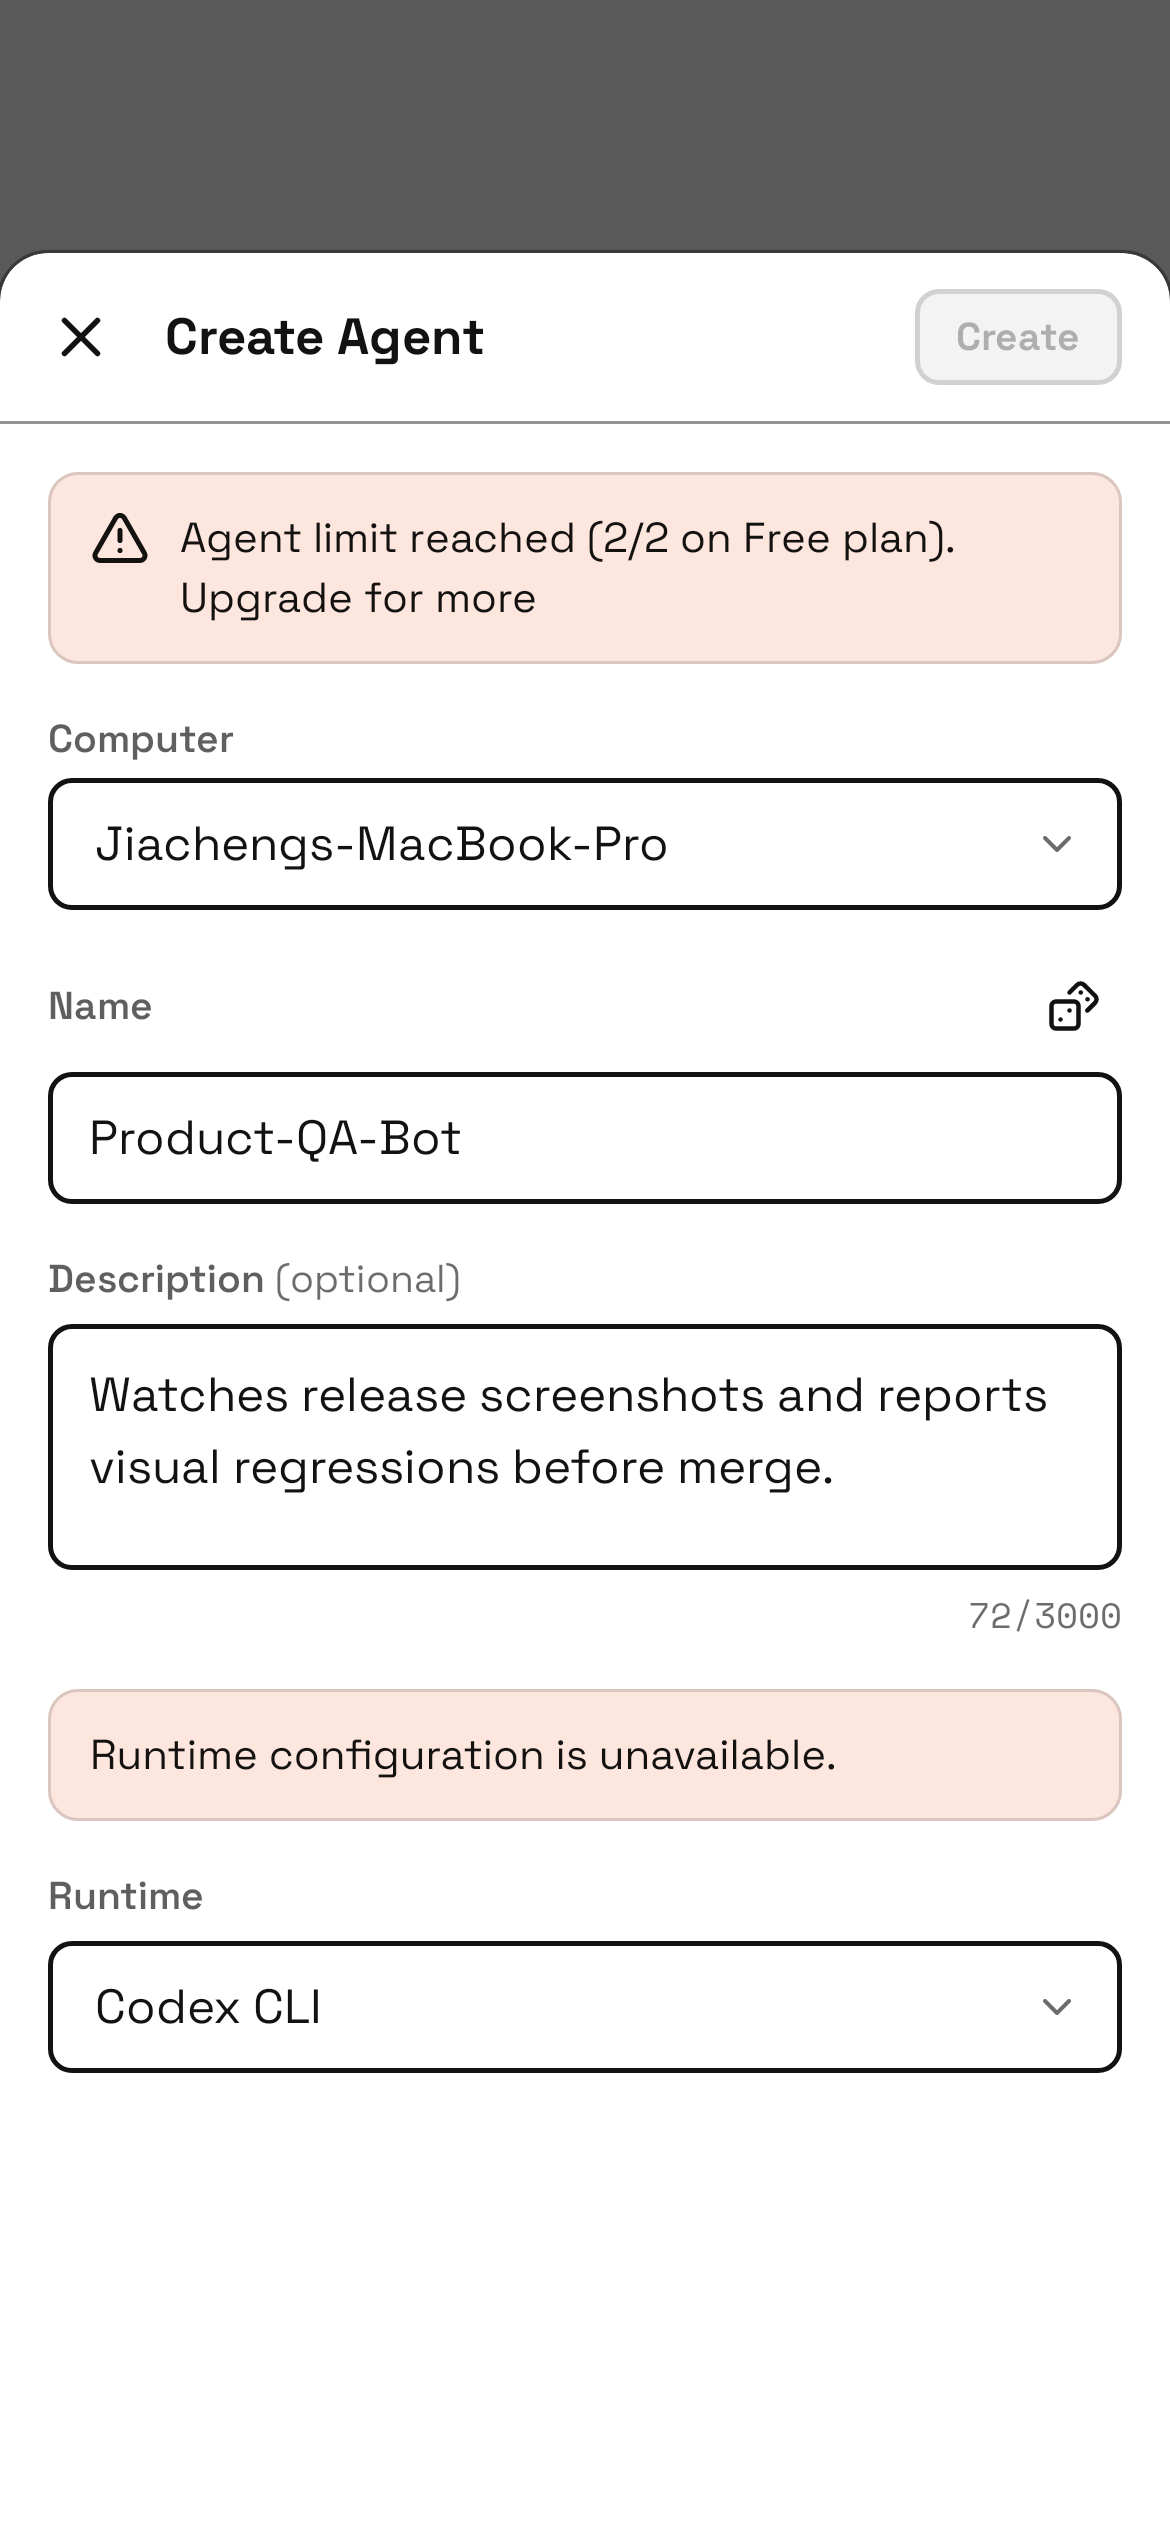 Create Agent
Create
Agent limit reached (2/2 on Free plan).
Upgrade for more
Computer
Jiachengs-MacBook-Pro
Name
Product-QA-Bot
Description (optional)
Watches release screenshots and reports
visual regressions before merge.
72/3000
Runtime configuration is unavailable.
Runtime
Codex CLI